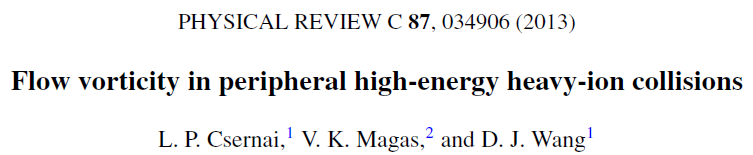 PHYSICAL REVIEW C 87, 034906 (2013)
Flow vorticity in peripheral high-energy heavy-ion collisions
L. P. Csernai,1 V. K. Magas,2 and D. J. Wang1